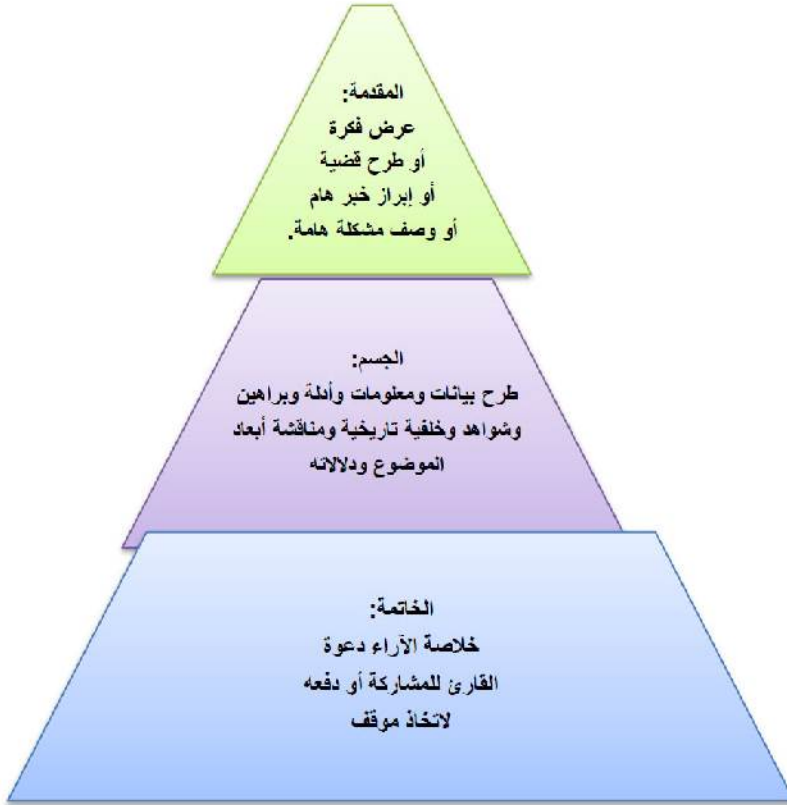 المقدمة:
عرض فكرة
أو طرح قضية
أو إبراز خبر هام
أو وصف مشكلة هامة.
الجسم:
طرح بيانات ومعلومات وأدلة وبراهين
وشواهد وخلفية تاريخية ومناقشة أبعاد
الموضوع ودلالاته
الخاتمة:
خلاصة الآراء دعوة
القارئ للمشاركة أو دفعه
لاتخاذ موقف